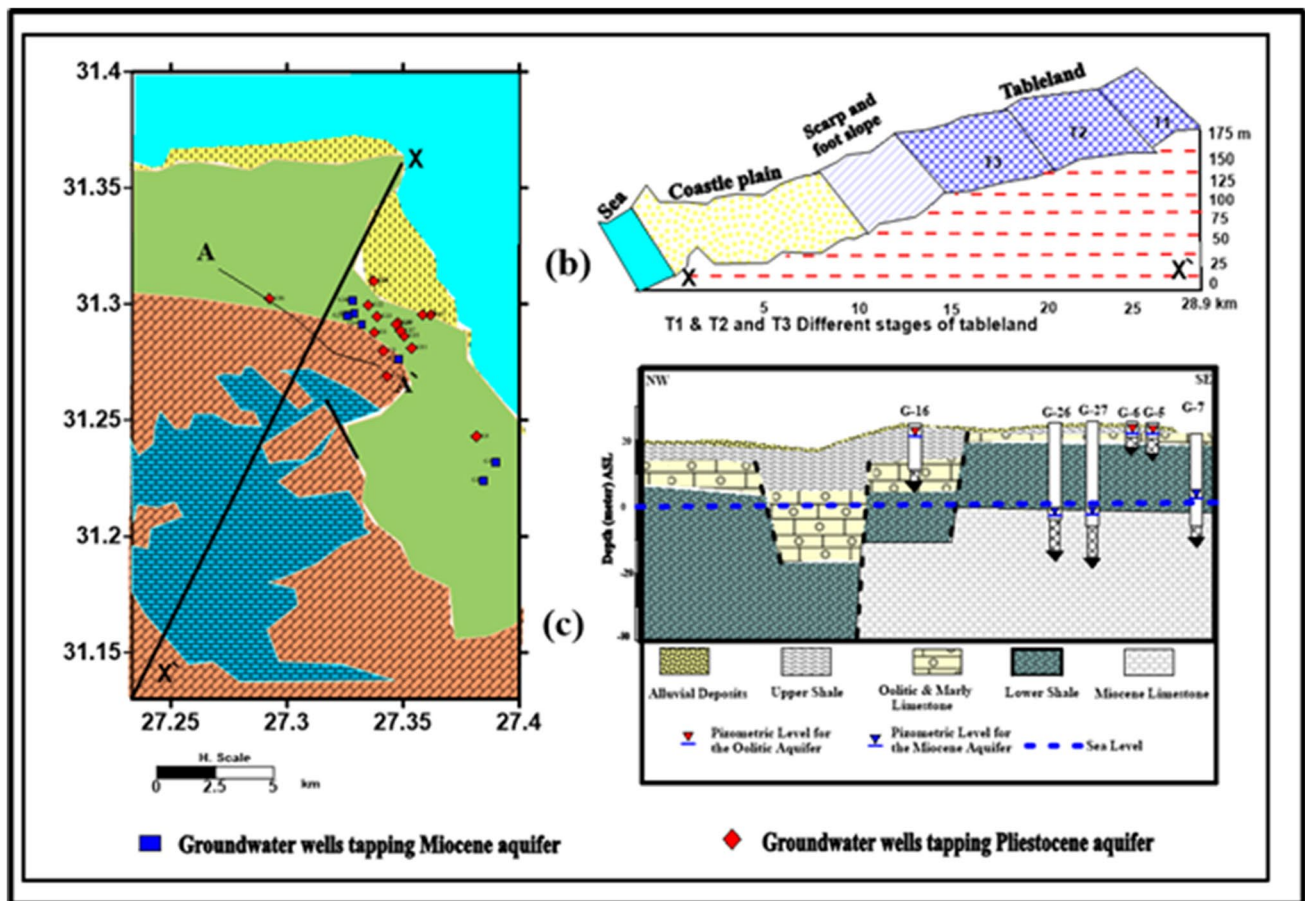 31.4
31.35
31.3
31.25
31.2
31.15
27.25
27.3
27.35
27.4
X
A
A`
X`
H. Scale
0
2.5
5
km
(b)
Sea
Coastle plain
Scarp and
foot slope
Tableland
T3
T2
T1
175 m
150
125
100
75
50
25
0
X
X`
5
10
15
20
25
28.9 km
T1 & T2 and T3 Different stages of tableland
(c)
NW
SE
G-16
G-26
G-27
G-6
G-5
G-7
Depth (meter) ASL
20
0
-20
Alluvial Deposits
Upper Shale
Oolitic & Marly
Limestone
Lower Shale
Miocene Limestone
Pizometric Level for
the Oolitic Aquifer
Pizometric Level for
the Miocene Aquifer
Sea Level
Groundwater wells tapping Miocene aquifer
Groundwater wells tapping Pliestocene aquifer